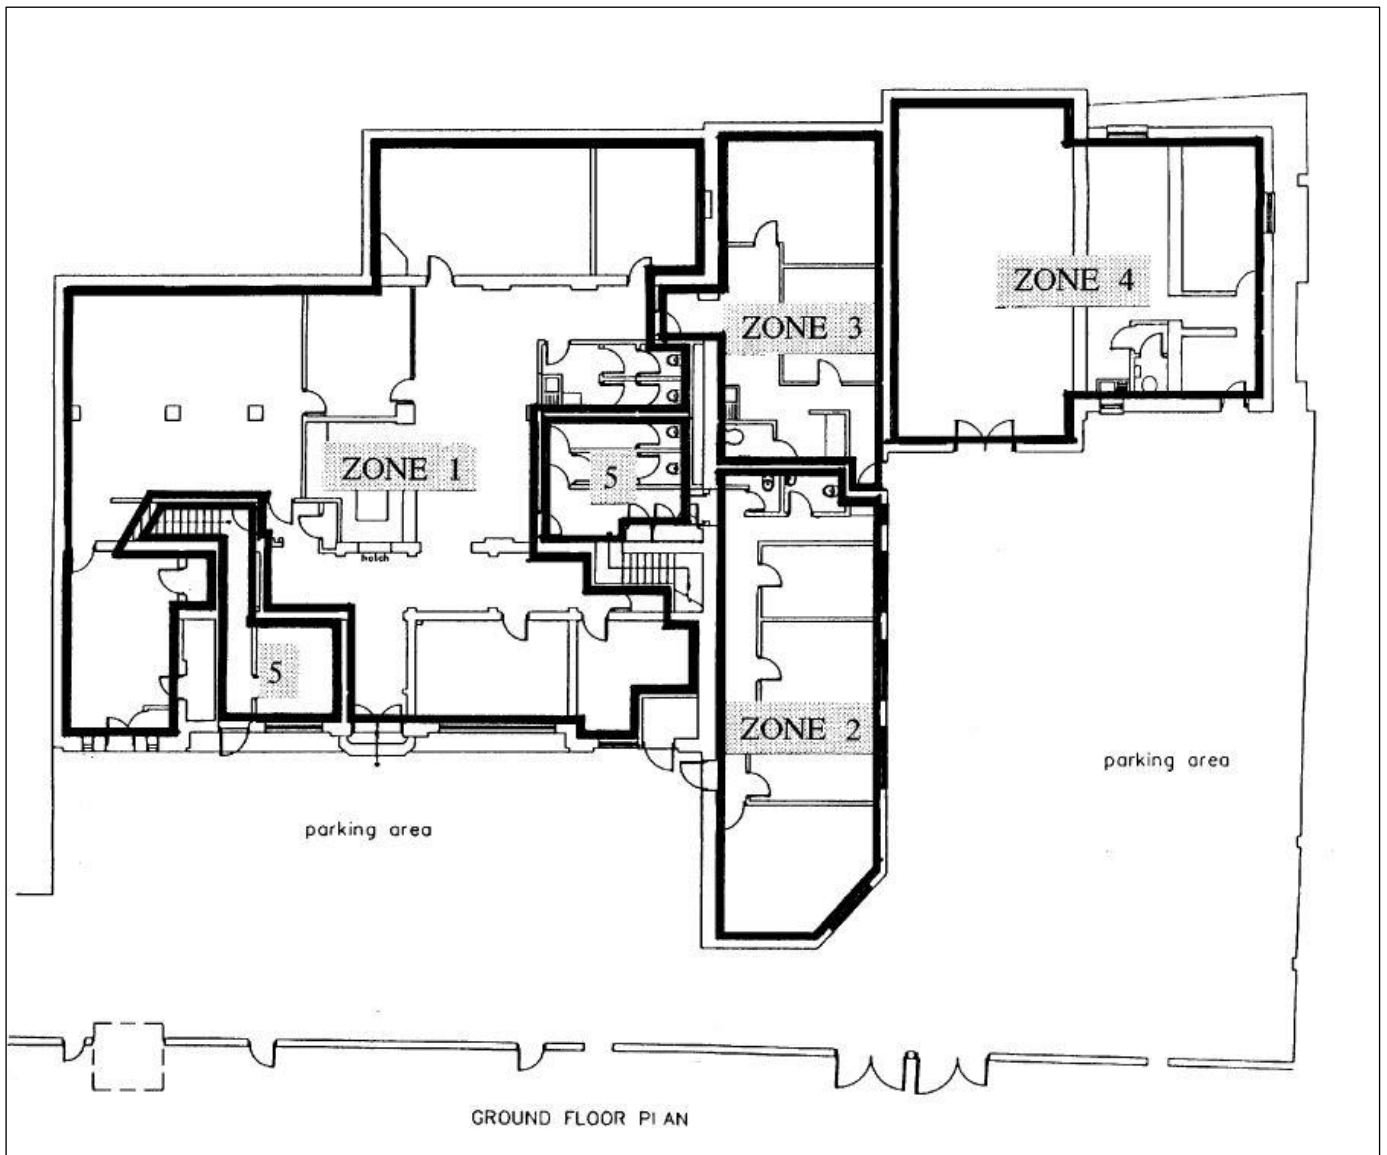 ZONE 4
ZONE 3
ZONE 1
5
hatch
5
ZONE 2
parking area
parking area
GROUND FLOOR PLAN